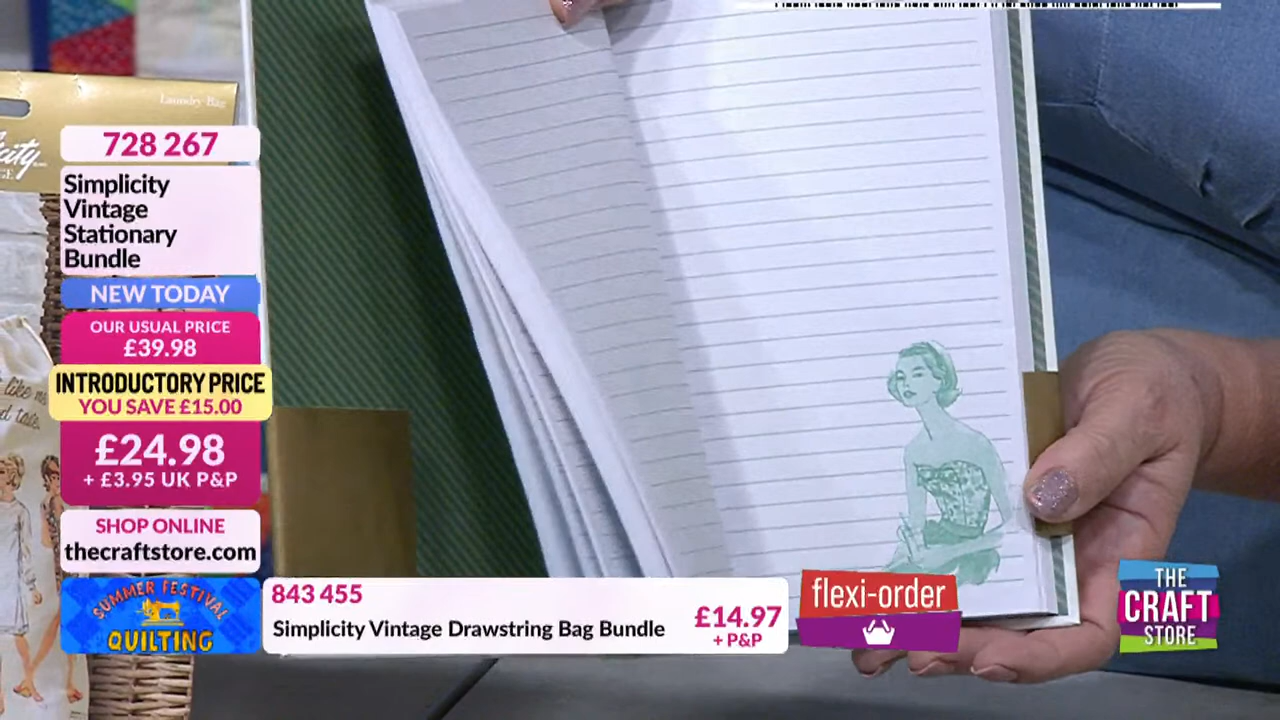 Laundry Bag
728 267
Simplicity
Vintage
Stationary
Bundle
NEW TODAY
OUR USUAL PRICE
£39.98
INTRODUCTORY PRICE
YOU SAVE £15.00
£24.98
+ £3.95 UK P&P
SHOP ONLINE
thecraftstore.com
SUMMER FESTIVAL
QUILTING
843 455
Simplicity Vintage Drawstring Bag Bundle
£14.97
+ P&P
flexi-order
THE
CRAFT
STORE